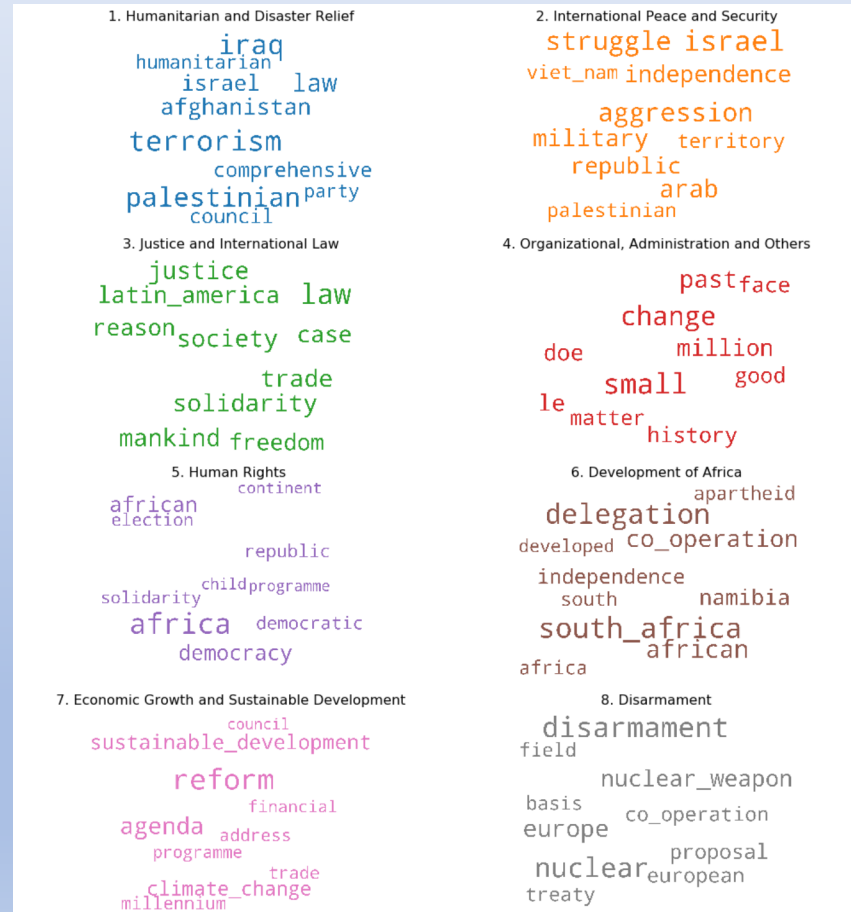 1. Humanitarian and Disaster Relief
iraq
humanitarian
israel law
afghanistan
terrorism
comprehensive
palestinian party
council
2. International Peace and Security
struggle israel
viet_nam independence
aggression
military territory
republic
arab
palestinian
3. Justice and International Law
justice
latin_america law
reason society case
trade
solidarity
mankind freedom
4. Organizational, Administration and Others
past face
change
doe million
small good
le
matter
history
5. Human Rights
continent
african
election
republic
child programme
solidarity
africa democratic
democracy
6. Development of Africa
apartheid
delegation
developed co_operation
independence
south namibia
south_africa
african
africa
7. Economic Growth and Sustainable Development
council
sustainable_development
reform
financial
agenda address
programme
trade
climate_change
millennium
8. Disarmament
disarmament
field
nuclear_weapon
basis
co_operation
europe
proposal
nuclear european
treaty